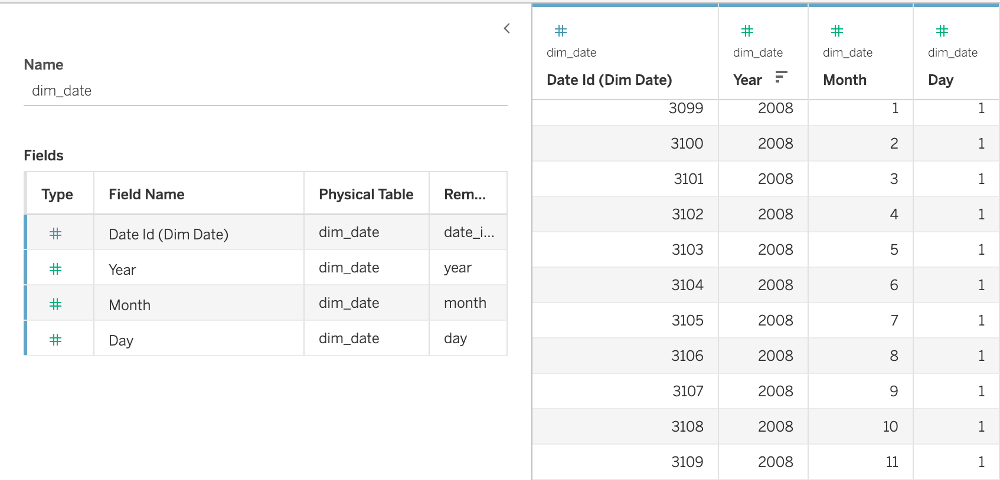 Name
dim_date
Fields
Type Field Name Physical Table Rem...
Date Id (Dim Date) dim_date date_i...
Year dim_date year
Month dim_date month
Day dim_date day
dim_date dim_date dim_date dim_date
Date Id (Dim Date) Year Month Day
3099 2008 1 1
3100 2008 2 1
3101 2008 3 1
3102 2008 4 1
3103 2008 5 1
3104 2008 6 1
3105 2008 7 1
3106 2008 8 1
3107 2008 9 1
3108 2008 10 1
3109 2008 11 1